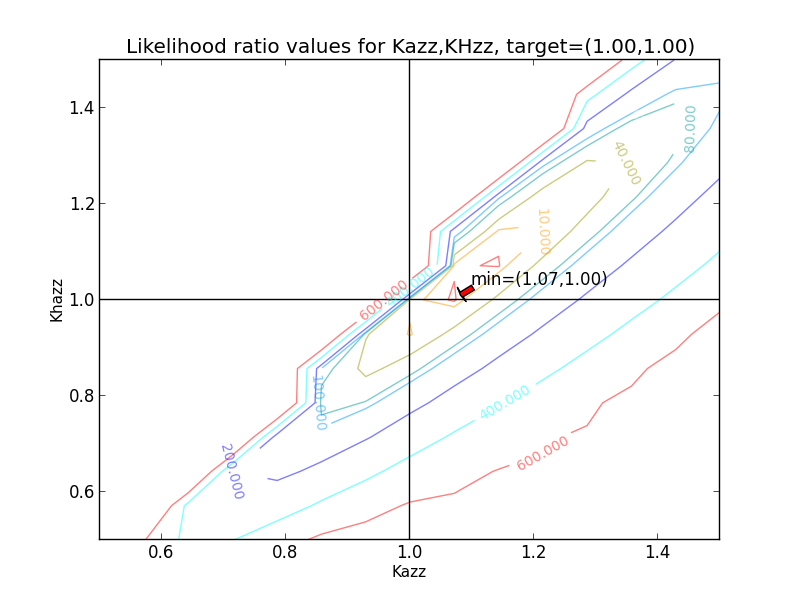 Likelihood ratio values for Kazz,KHzz, target=(1.00,1.00)
1.4
1.2
1.0
0.8
0.6
Khazz
80.000
40.000
10.000
min=(1.07,1.00)
600.000
100.000
200.000
400.000
600.000
0.6 0.8 1.0 1.2 1.4
Kazz